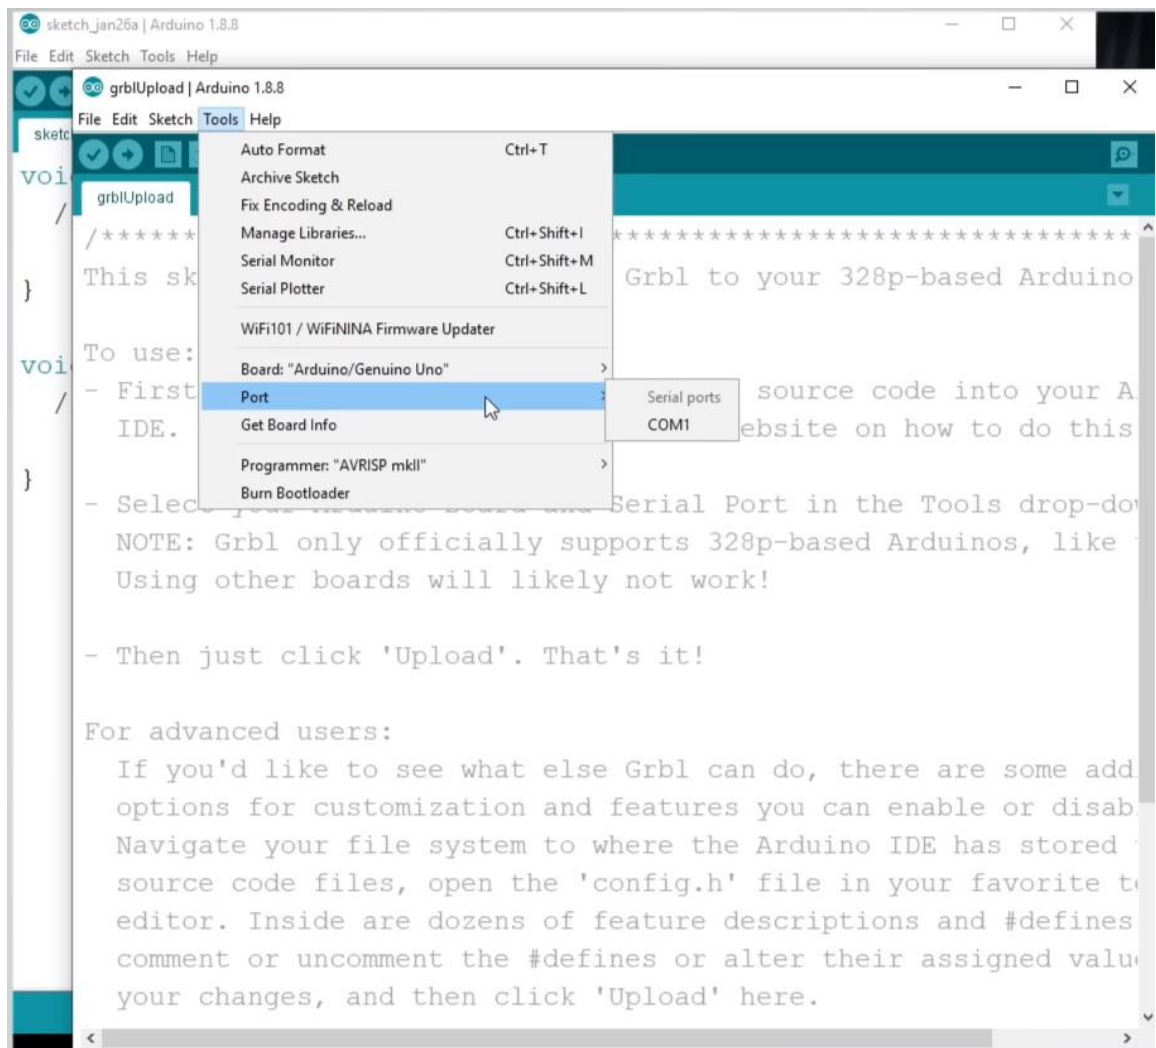 sketch_jan26a | Arduino 1.8.8
File Edit Sketch Tools Help
grblUpload | Arduino 1.8.8
File Edit Sketch Tools Help
Auto Format Ctrl+T
Archive Sketch
Fix Encoding & Reload
Manage Libraries... Ctrl+Shift+I
Serial Monitor Ctrl+Shift+M
Serial Plotter Ctrl+Shift+L
WiFi101 / WiFiNINA Firmware Updater
Board: "Arduino/Genuino Uno"
Port
Get Board Info
Programmer: "AVRISP mkII"
Burn Bootloader
Serial ports
COM1
grblUpload
/****** *********************************
This sk Grbl to your 328p-based Arduino
To use:
- First source code into your A
IDE. ebsite on how to do this
- Selec Serial Port in the Tools drop-do
NOTE: Grbl only officially supports 328p-based Arduinos, like
Using other boards will likely not work!
- Then just click 'Upload'. That's it!
For advanced users:
If you'd like to see what else Grbl can do, there are some add
options for customization and features you can enable or disab
Navigate your file system to where the Arduino IDE has stored
source code files, open the 'config.h' file in your favorite t
editor. Inside are dozens of feature descriptions and #defines
comment or uncomment the #defines or alter their assigned valu
your changes, and then click 'Upload' here.
sketc
voi
/
}
voi
/
}